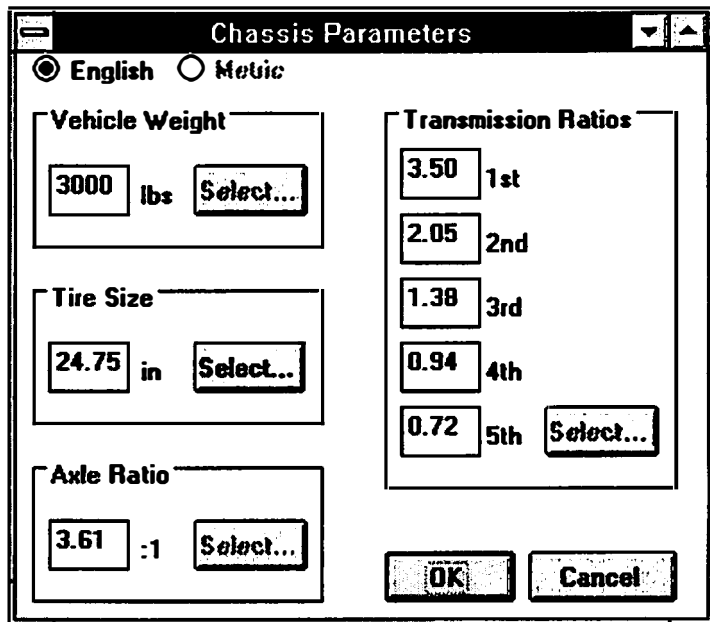 Chassis Parameters
English Metric
Vehicle Weight
3000 lbs Select...
Tire Size
24.75 in Select...
Axle Ratio
3.61 :1 Select...
Transmission Ratios
3.50 1st
2.05 2nd
1.38 3rd
0.94 4th
0.72 5th Select...
OK Cancel